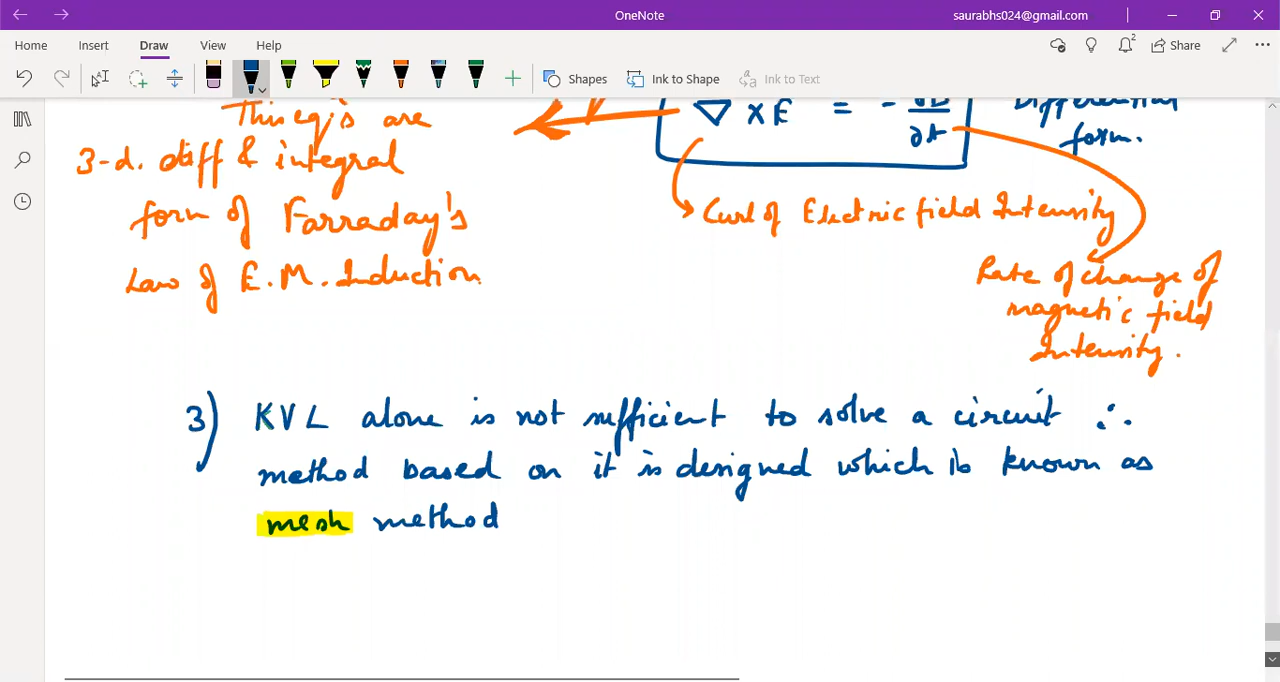 OneNote
saurabhs024@gmail.com
Home Insert Draw View Help
Share
Shapes Ink to Shape Ink to Text
This eq's are
3-d. diff & integral
form of Farraday's
Law of E.M. Induction
∇ x E = - ∂B/∂t
Differential
form.
Curl of Electric field Intensity
Rate of change of
magnetic field
Intensity.
3) KVL alone is not sufficient to solve a circuit ∴
method based on it is designed which is known as
mesh method